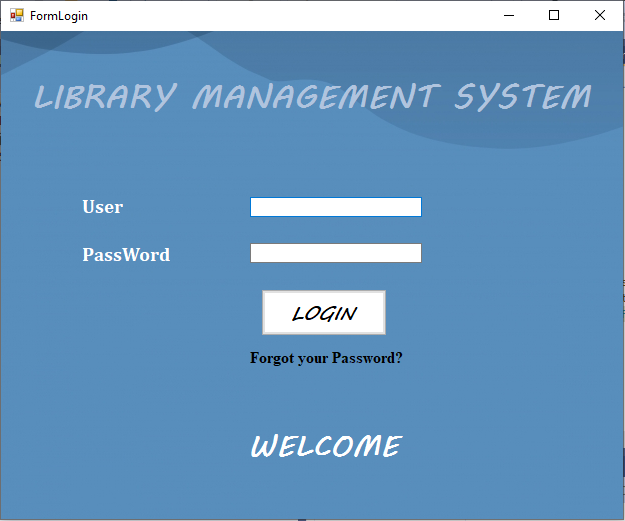 FormLogin
LIBRARY MANAGEMENT SYSTEM
User
PassWord
LOGIN
Forgot your Password?
WELCOME